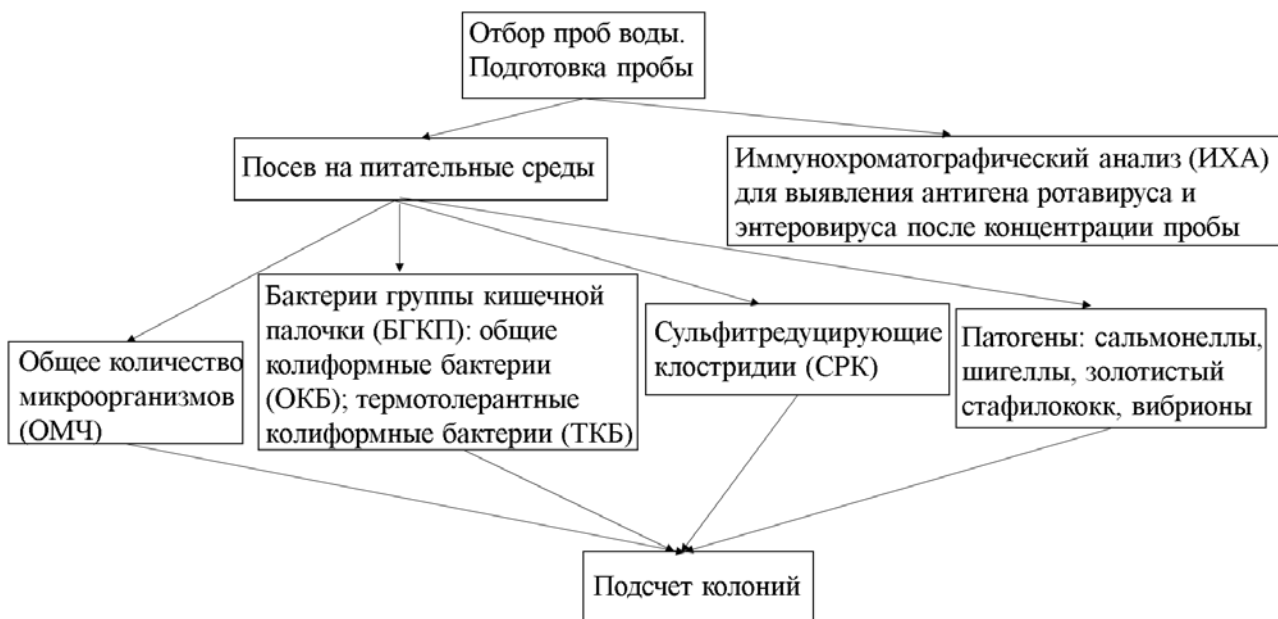 Отбор проб воды.
Подготовка пробы
Посев на питательные среды
Иммунохроматографический анализ (ИХА)
для выявления антигена ротавируса и
энтеровируса после концентрации пробы
Общее количество
микроорганизмов
(ОМЧ)
Бактерии группы кишечной
палочки (БГКП): общие
колиформные бактерии
(ОКБ); термотолерантные
колиформные бактерии (ТКБ)
Сульфитредуцирующие
клостридии (СРК)
Патогены: сальмонеллы,
шигеллы, золотистый
стафилококк, вибрионы
Подсчет колоний